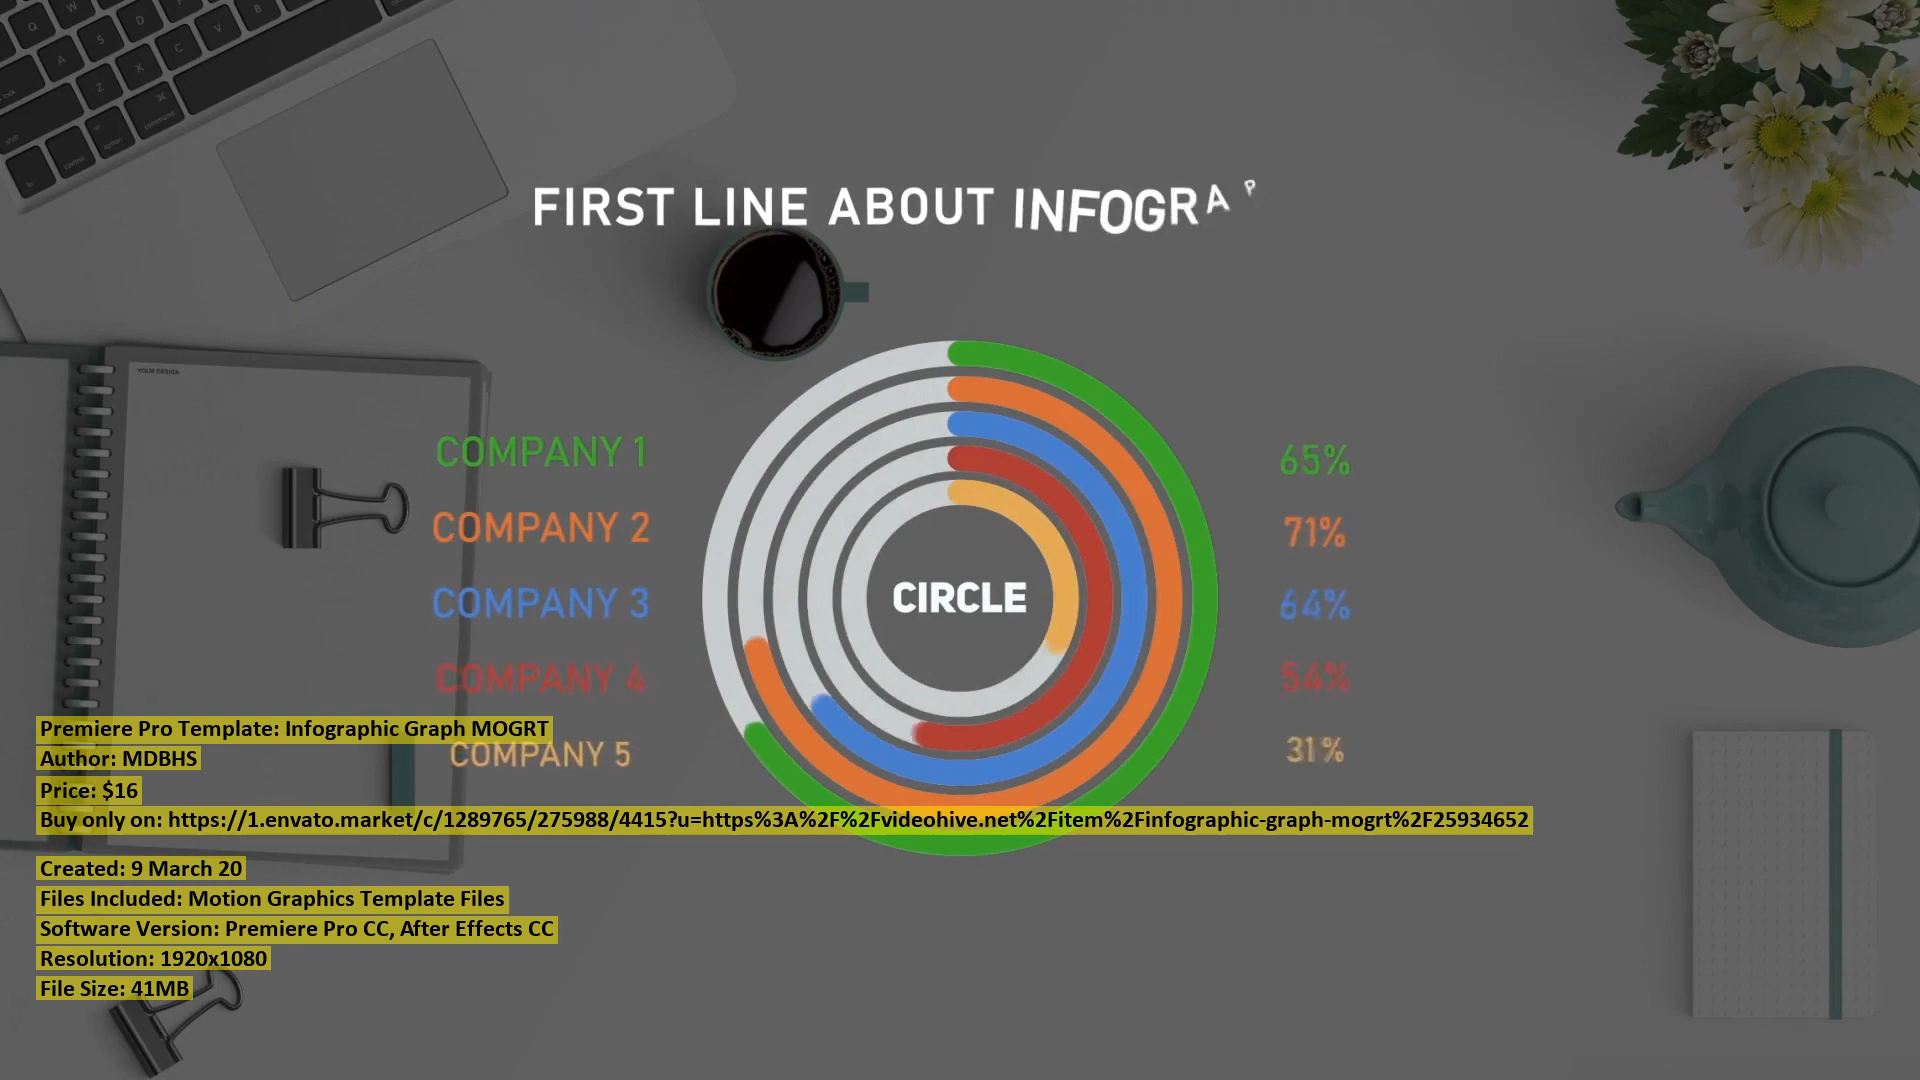 FIRST LINE ABOUT INFOGRAP
YOUR DESIGN
COMPANY 1
65%
COMPANY 2
71%
COMPANY 3
64%
COMPANY 4
54%
COMPANY 5
31%
CIRCLE
Premiere Pro Template: Infographic Graph MOGRT
Author: MDBHS
Price: $16
Buy only on: https://1.envato.market/c/1289765/275988/4415?u=https%3A%2F%2Fvideohive.net%2Fitem%2Finfographic-graph-mogrt%2F25934652
Created: 9 March 20
Files Included: Motion Graphics Template Files
Software Version: Premiere Pro CC, After Effects CC
Resolution: 1920x1080
File Size: 41MB